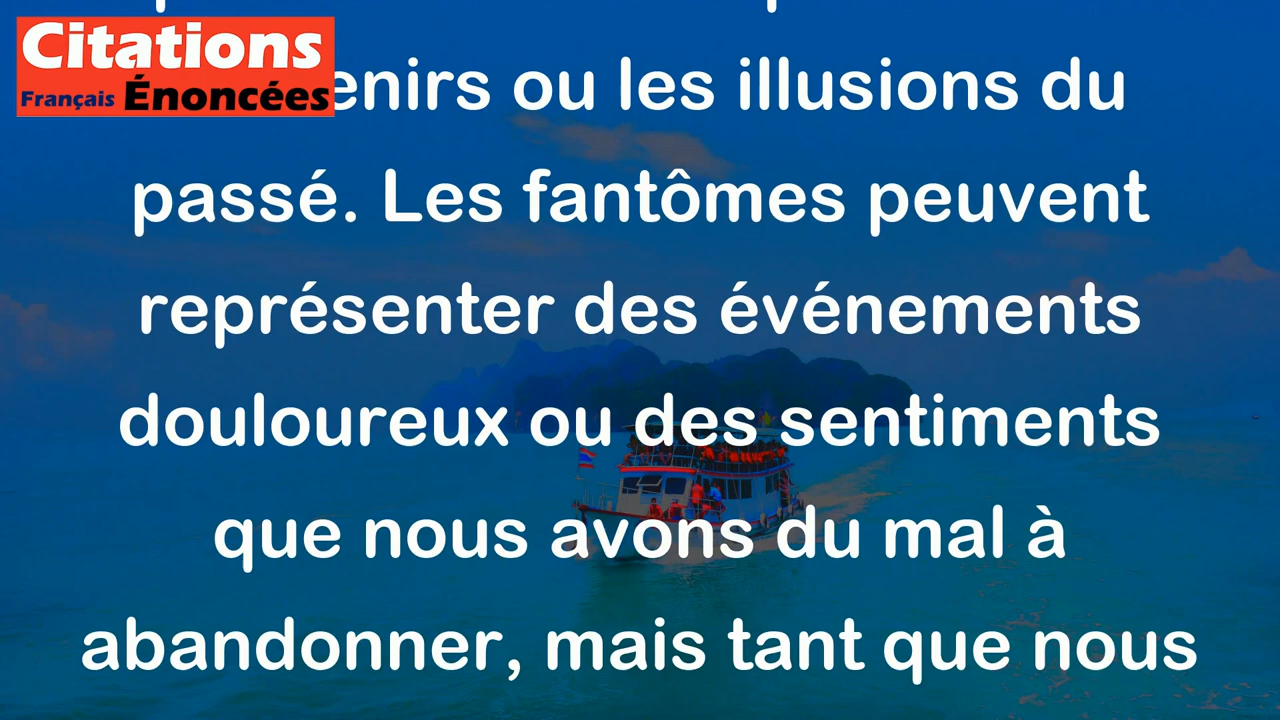 Citations
Français Énoncées
enirs ou les illusions du
passé. Les fantômes peuvent
représenter des événements
douloureux ou des sentiments
que nous avons du mal à
abandonner, mais tant que nous